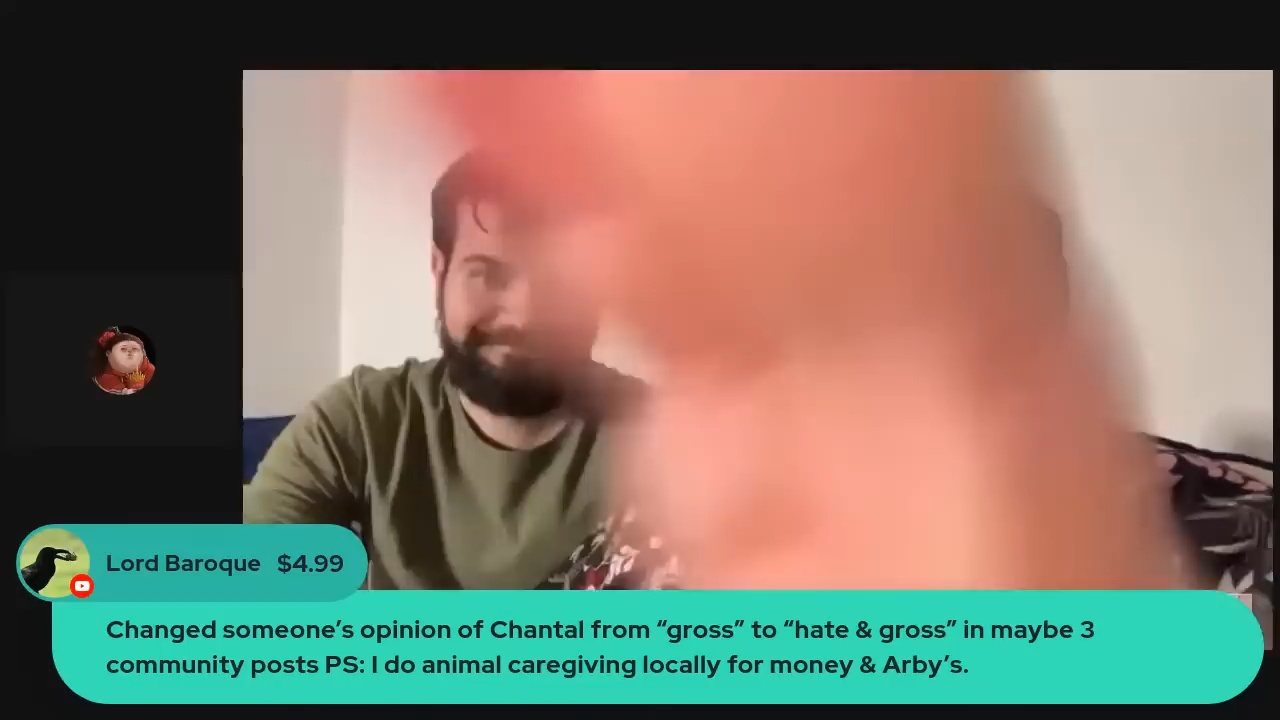 Lord Baroque $4.99
Changed someone’s opinion of Chantal from “gross” to “hate & gross” in maybe 3
community posts PS: I do animal caregiving locally for money & Arby’s.